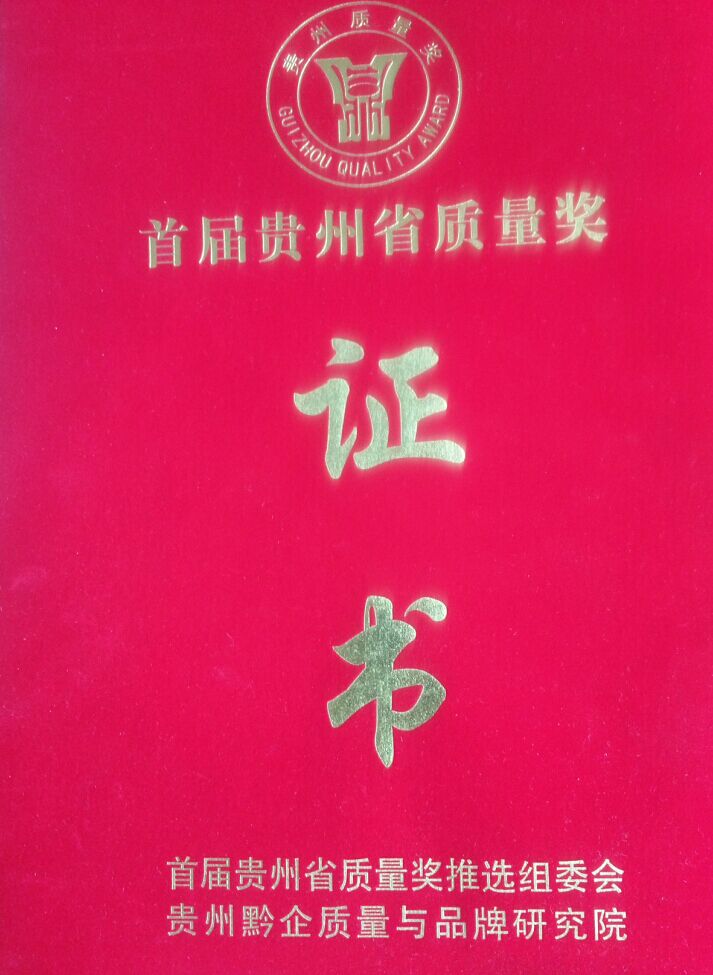 贵州质量奖
GUIZHOU QUALITY AWARD
首届贵州省质量奖
证
书
首届贵州省质量奖推选组委会
贵州黔企质量与品牌研究院